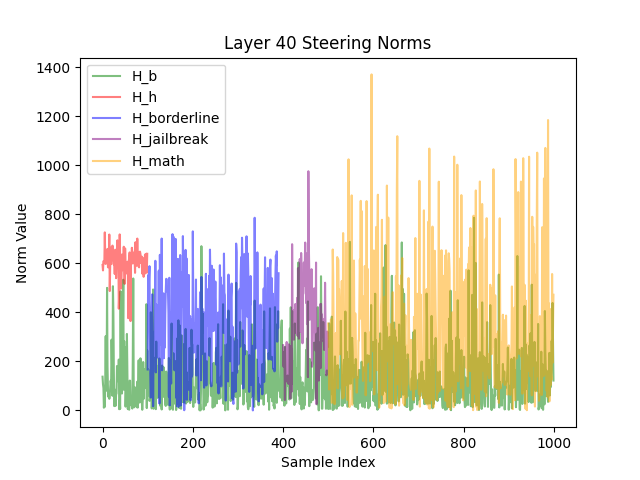 Layer 40 Steering Norms
Norm Value
1400
1200
1000
800
600
400
200
0
H_b
H_h
H_borderline
H_jailbreak
H_math
0 200 400 600 800 1000
Sample Index